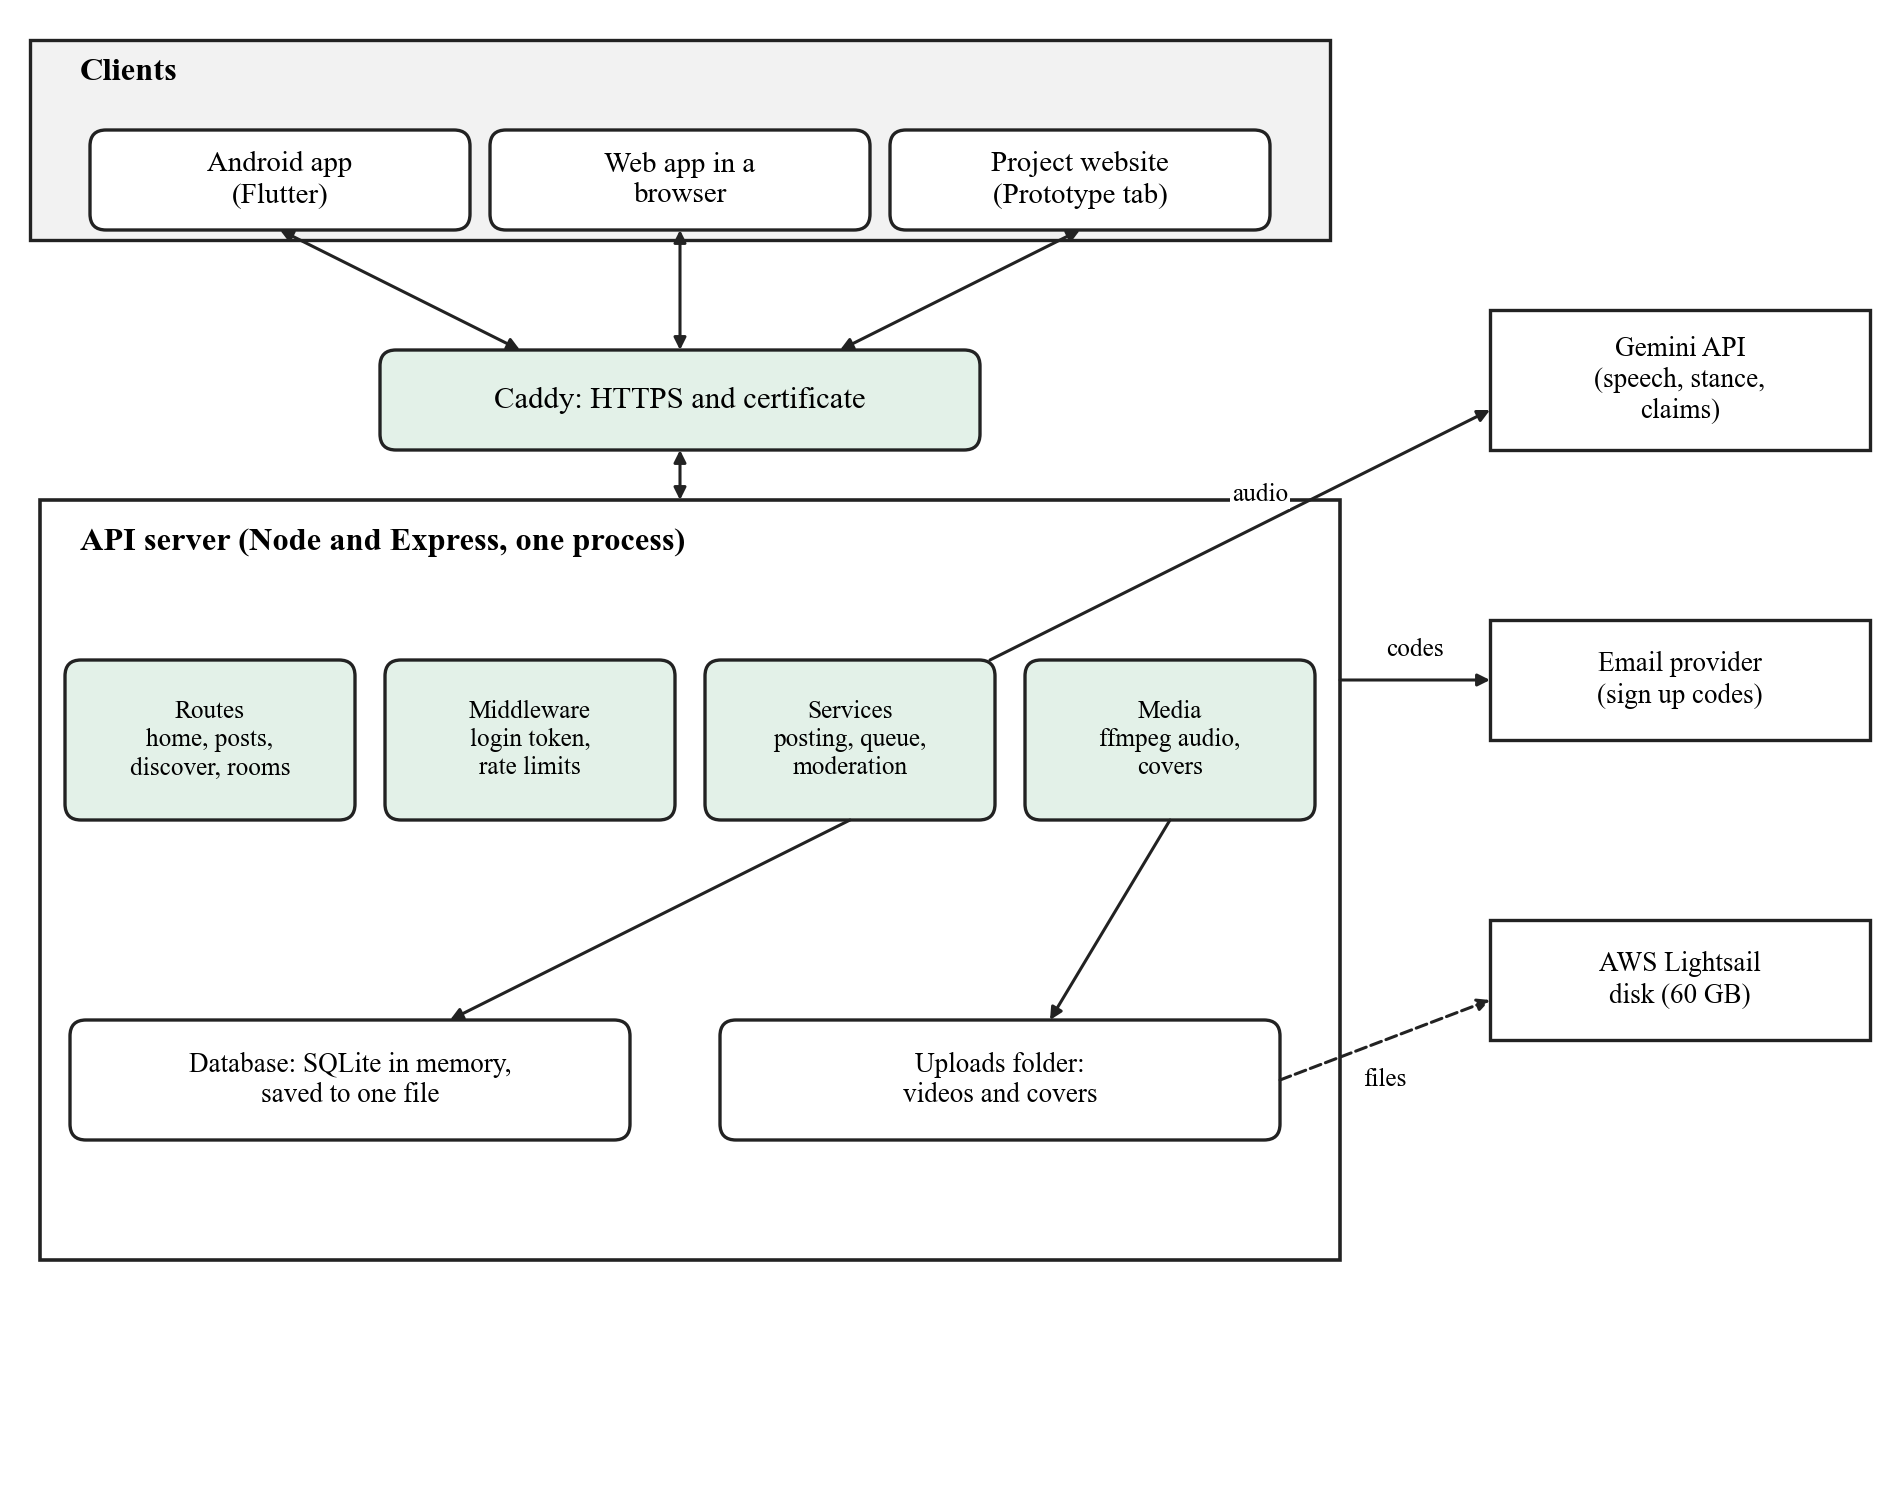 Clients
Android app
(Flutter)
Web app in a
browser
Project website
(Prototype tab)
Caddy: HTTPS and certificate
Gemini API
(speech, stance,
claims)
audio
API server (Node and Express, one process)
codes
Email provider
(sign up codes)
Routes
home, posts,
discover, rooms
Middleware
login token,
rate limits
Services
posting, queue,
moderation
Media
ffmpeg audio,
covers
AWS Lightsail
disk (60 GB)
Database: SQLite in memory,
saved to one file
Uploads folder:
videos and covers
files